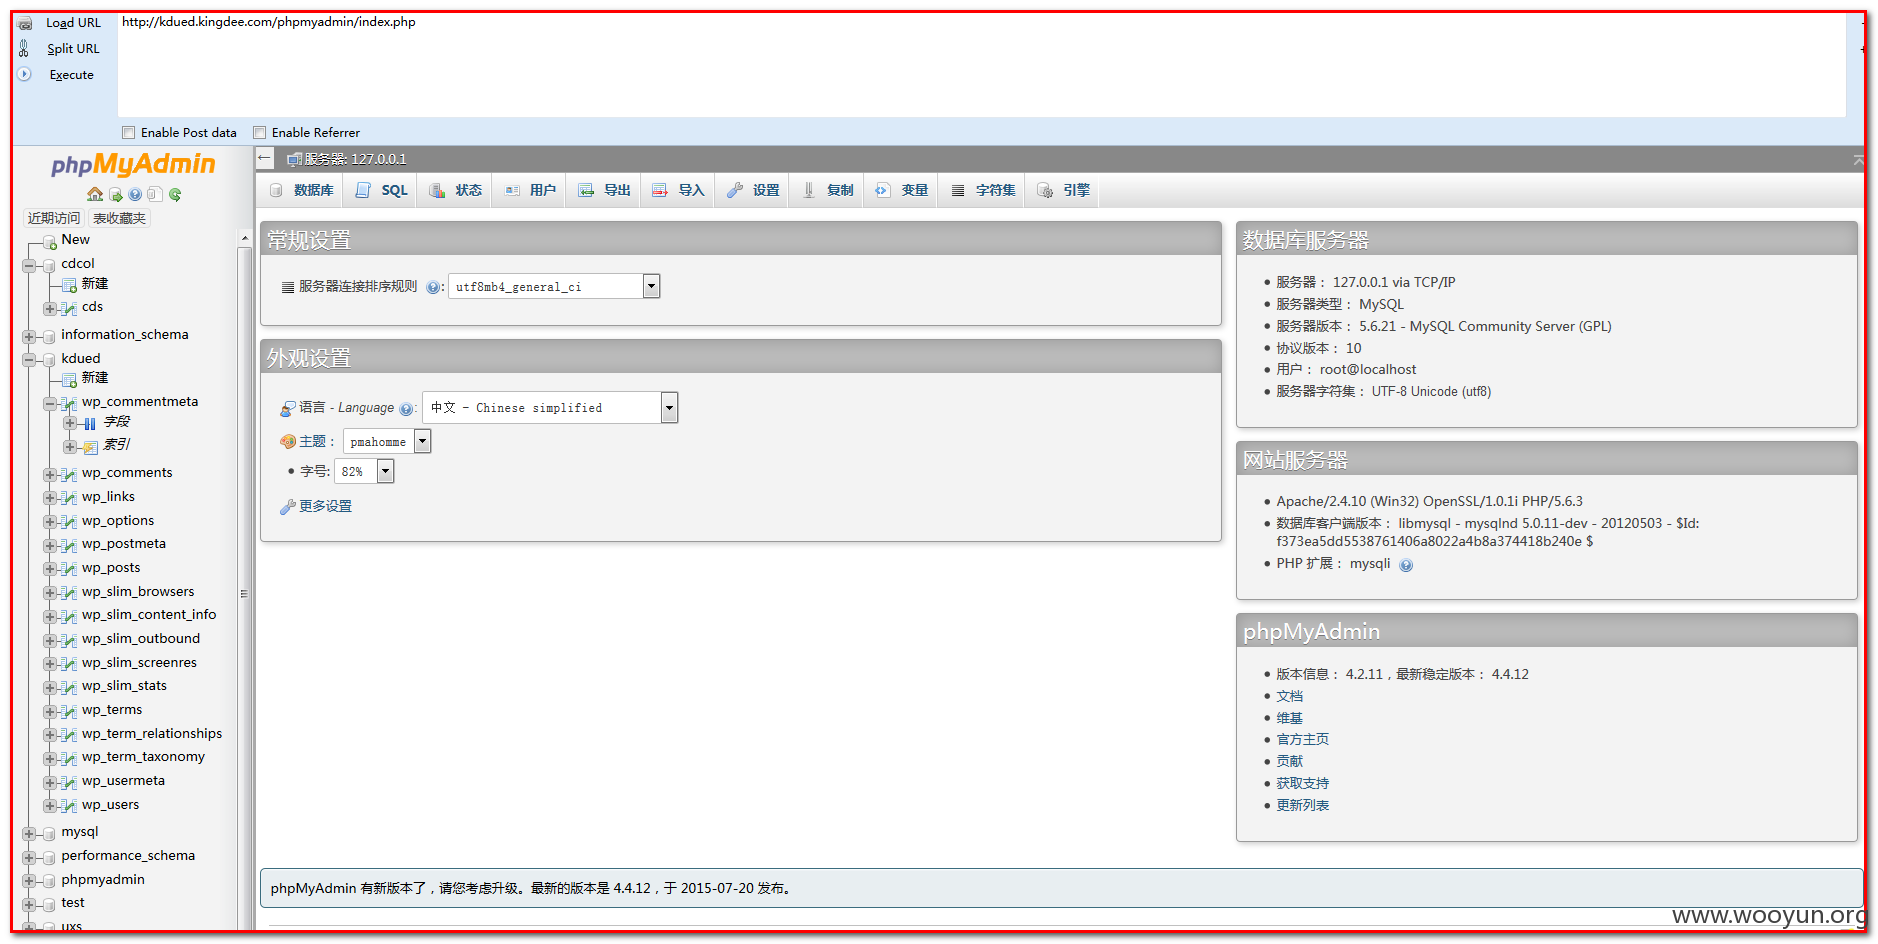 Load URL
http://kdued.kingdee.com/phpmyadmin/index.php
Split URL
Execute
Enable Post data
Enable Referrer
phpMyAdmin
近期访问
表收藏夹
New
cdcol
新建
cds
information_schema
kdued
新建
wp_commentmeta
字段
索引
wp_comments
wp_links
wp_options
wp_postmeta
wp_posts
wp_slim_browsers
wp_slim_content_info
wp_slim_outbound
wp_slim_screenres
wp_slim_stats
wp_terms
wp_term_relationships
wp_term_taxonomy
wp_usermeta
wp_users
mysql
performance_schema
phpmyadmin
test
uxs
服务器: 127.0.0.1
数据库 SQL 状态 用户 导出 导入 设置 复制 变量 字符集 引擎
常规设置
服务器连接排序规则 : utf8mb4_general_ci
外观设置
语言 - Language : 中文 - Chinese simplified
主题： pmahomme
字号: 82%
更多设置
数据库服务器
服务器： 127.0.0.1 via TCP/IP
服务器类型： MySQL
服务器版本： 5.6.21 - MySQL Community Server (GPL)
协议版本： 10
用户： root@localhost
服务器字符集： UTF-8 Unicode (utf8)
网站服务器
Apache/2.4.10 (Win32) OpenSSL/1.0.1i PHP/5.6.3
数据库客户端版本： libmysql - mysqlnd 5.0.11-dev - 20120503 - $Id:
f373ea5dd5538761406a8022a4b8a374418b240e $
PHP 扩展： mysqli
phpMyAdmin
版本信息： 4.2.11，最新稳定版本： 4.4.12
文档
维基
官方主页
贡献
获取支持
更新列表
phpMyAdmin 有新版本了，请您考虑升级。最新的版本是 4.4.12，于 2015-07-20 发布。
www.wooyun.org